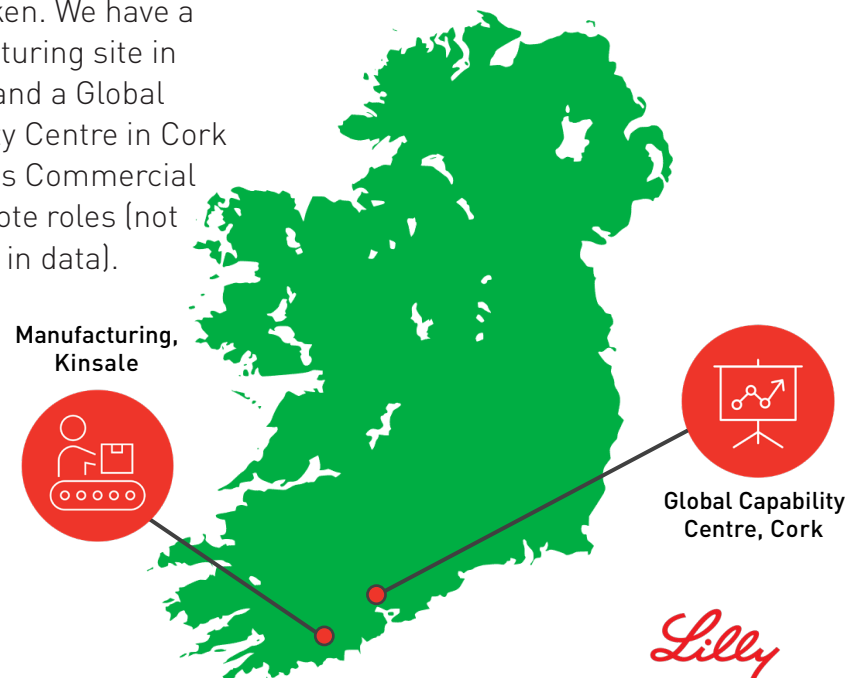 ken. We have a
turing site in
and a Global
y Centre in Cork
s Commercial
ote roles (not
in data).
Manufacturing,
Kinsale
Global Capability
Centre, Cork
Lilly